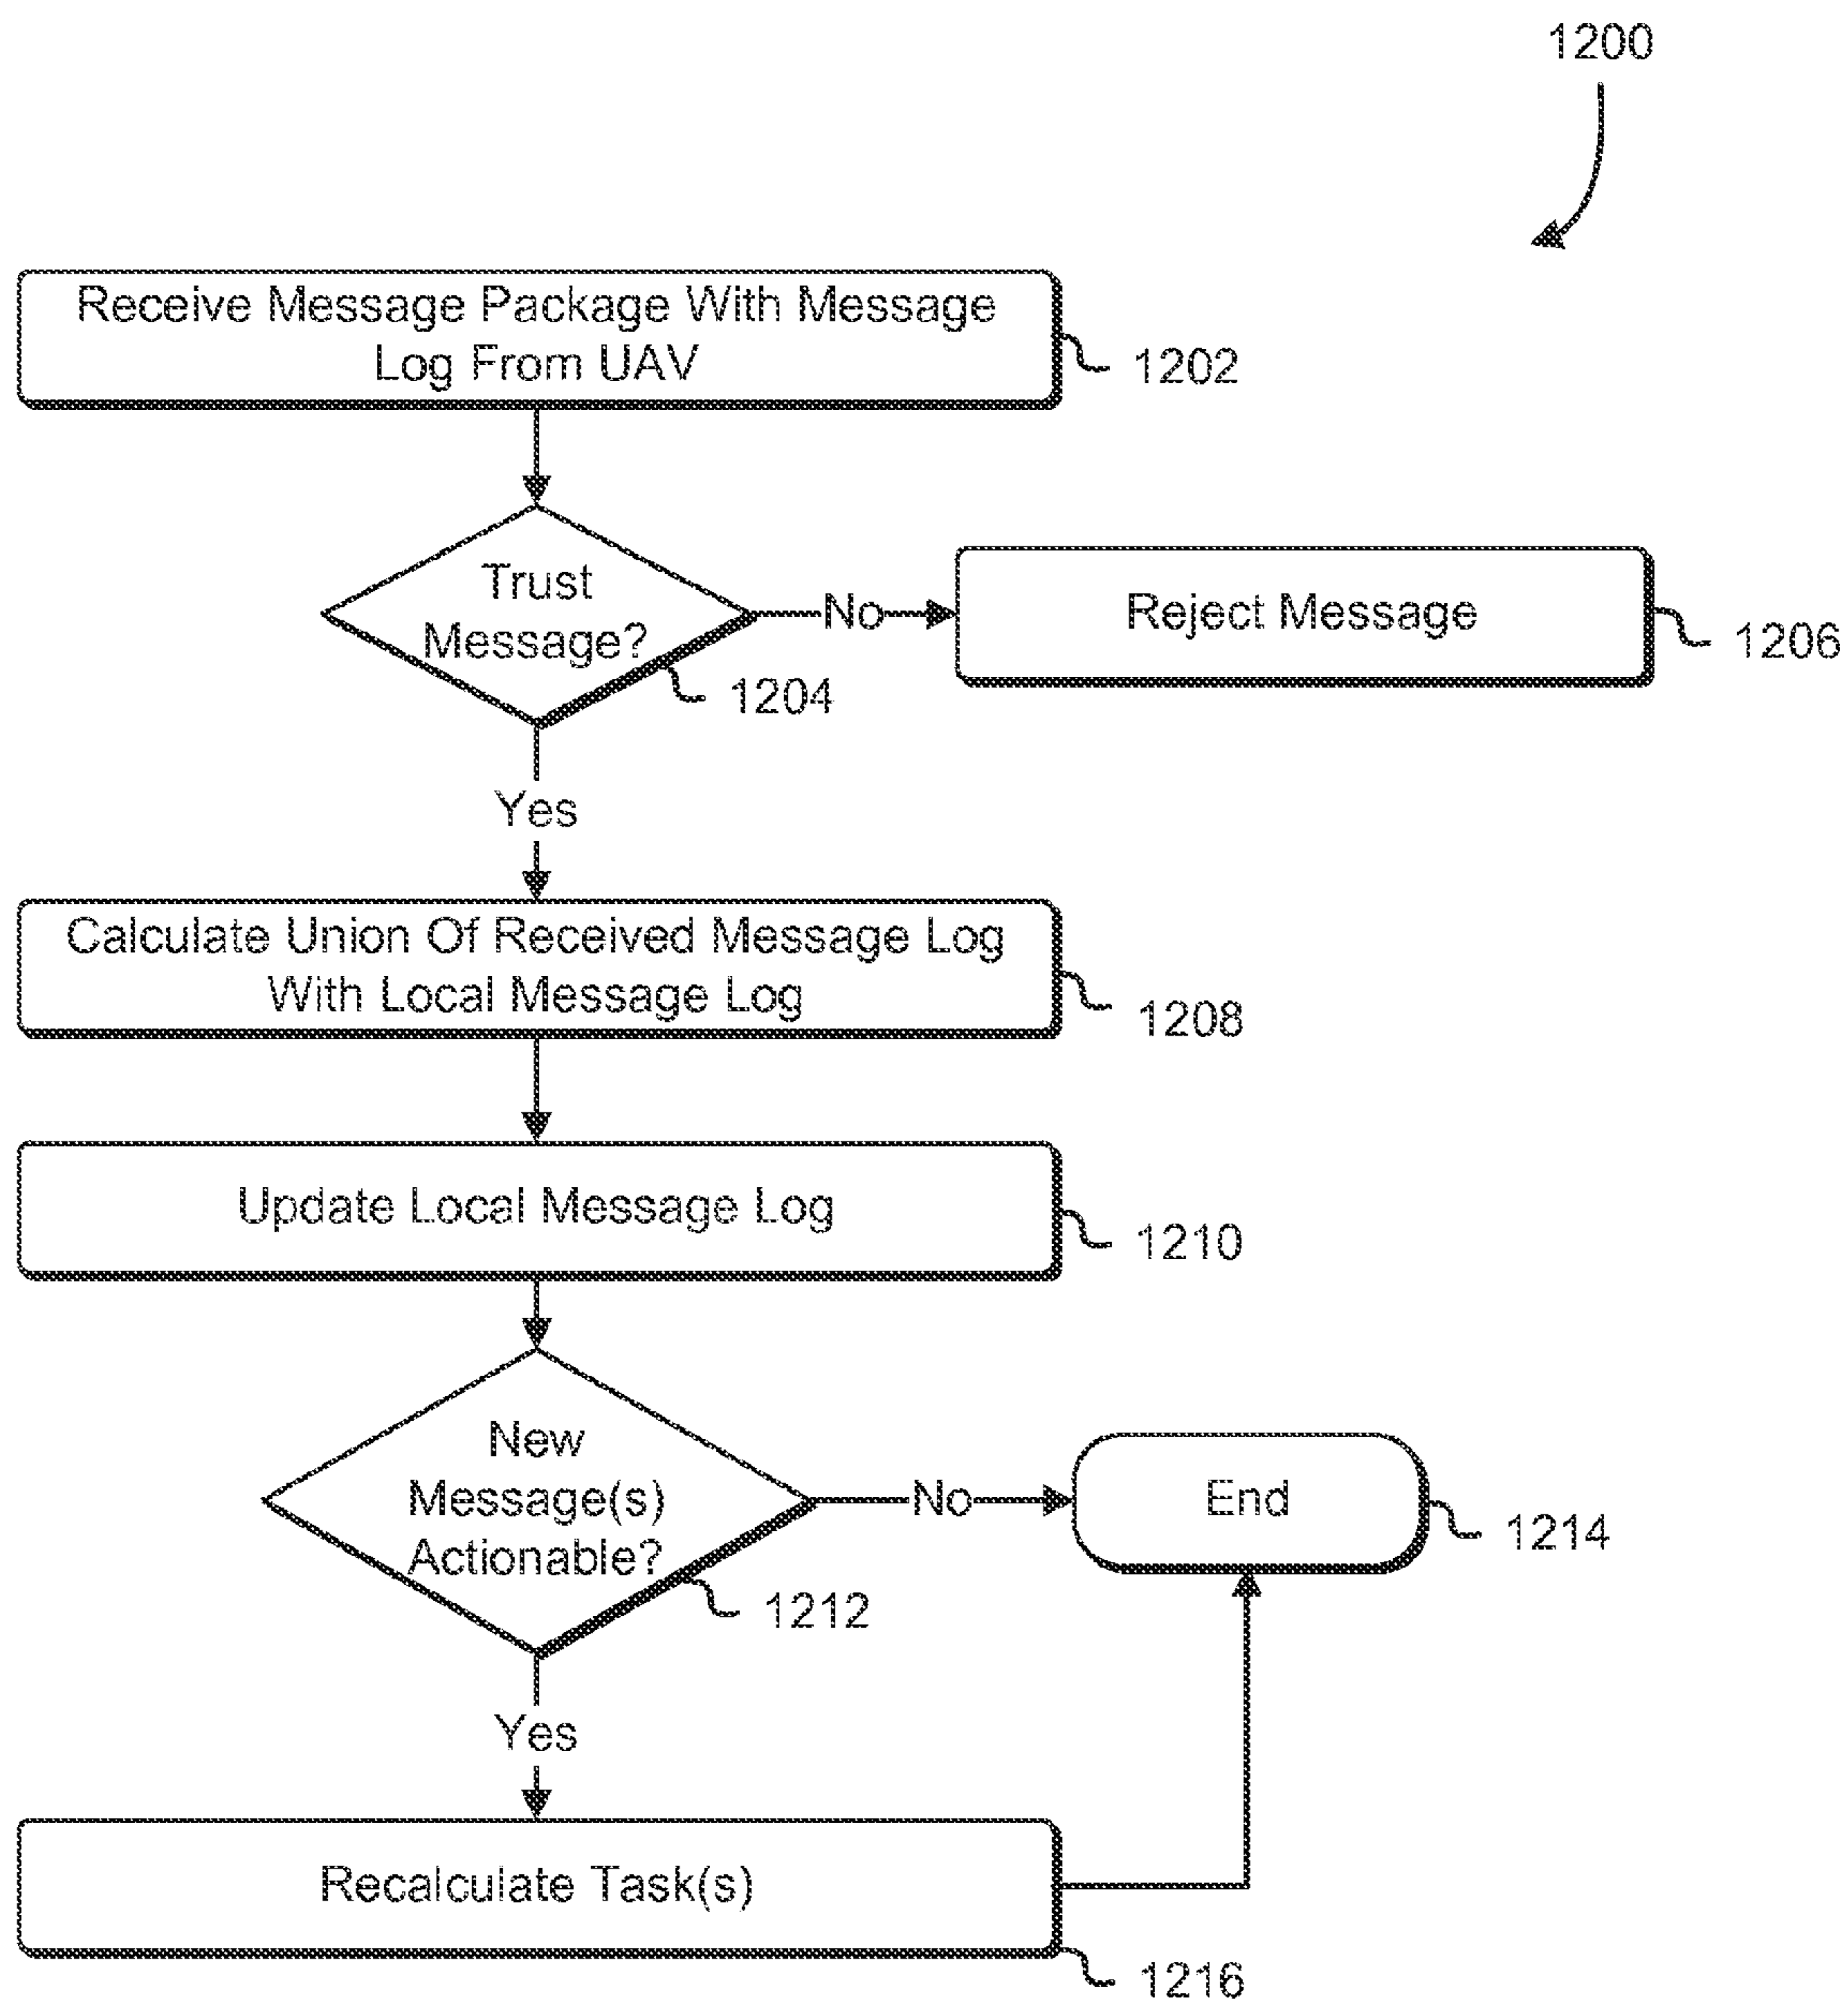 1200
Receive Message Package With Message
Log From UAV
1202
Trust
Message?
No
Reject Message
1206
1204
Yes
Calculate Union Of Received Message Log
With Local Message Log
1208
Update Local Message Log
1210
New
Message(s)
Actionable?
No
End
1214
1212
Yes
Recalculate Task(s)
1216